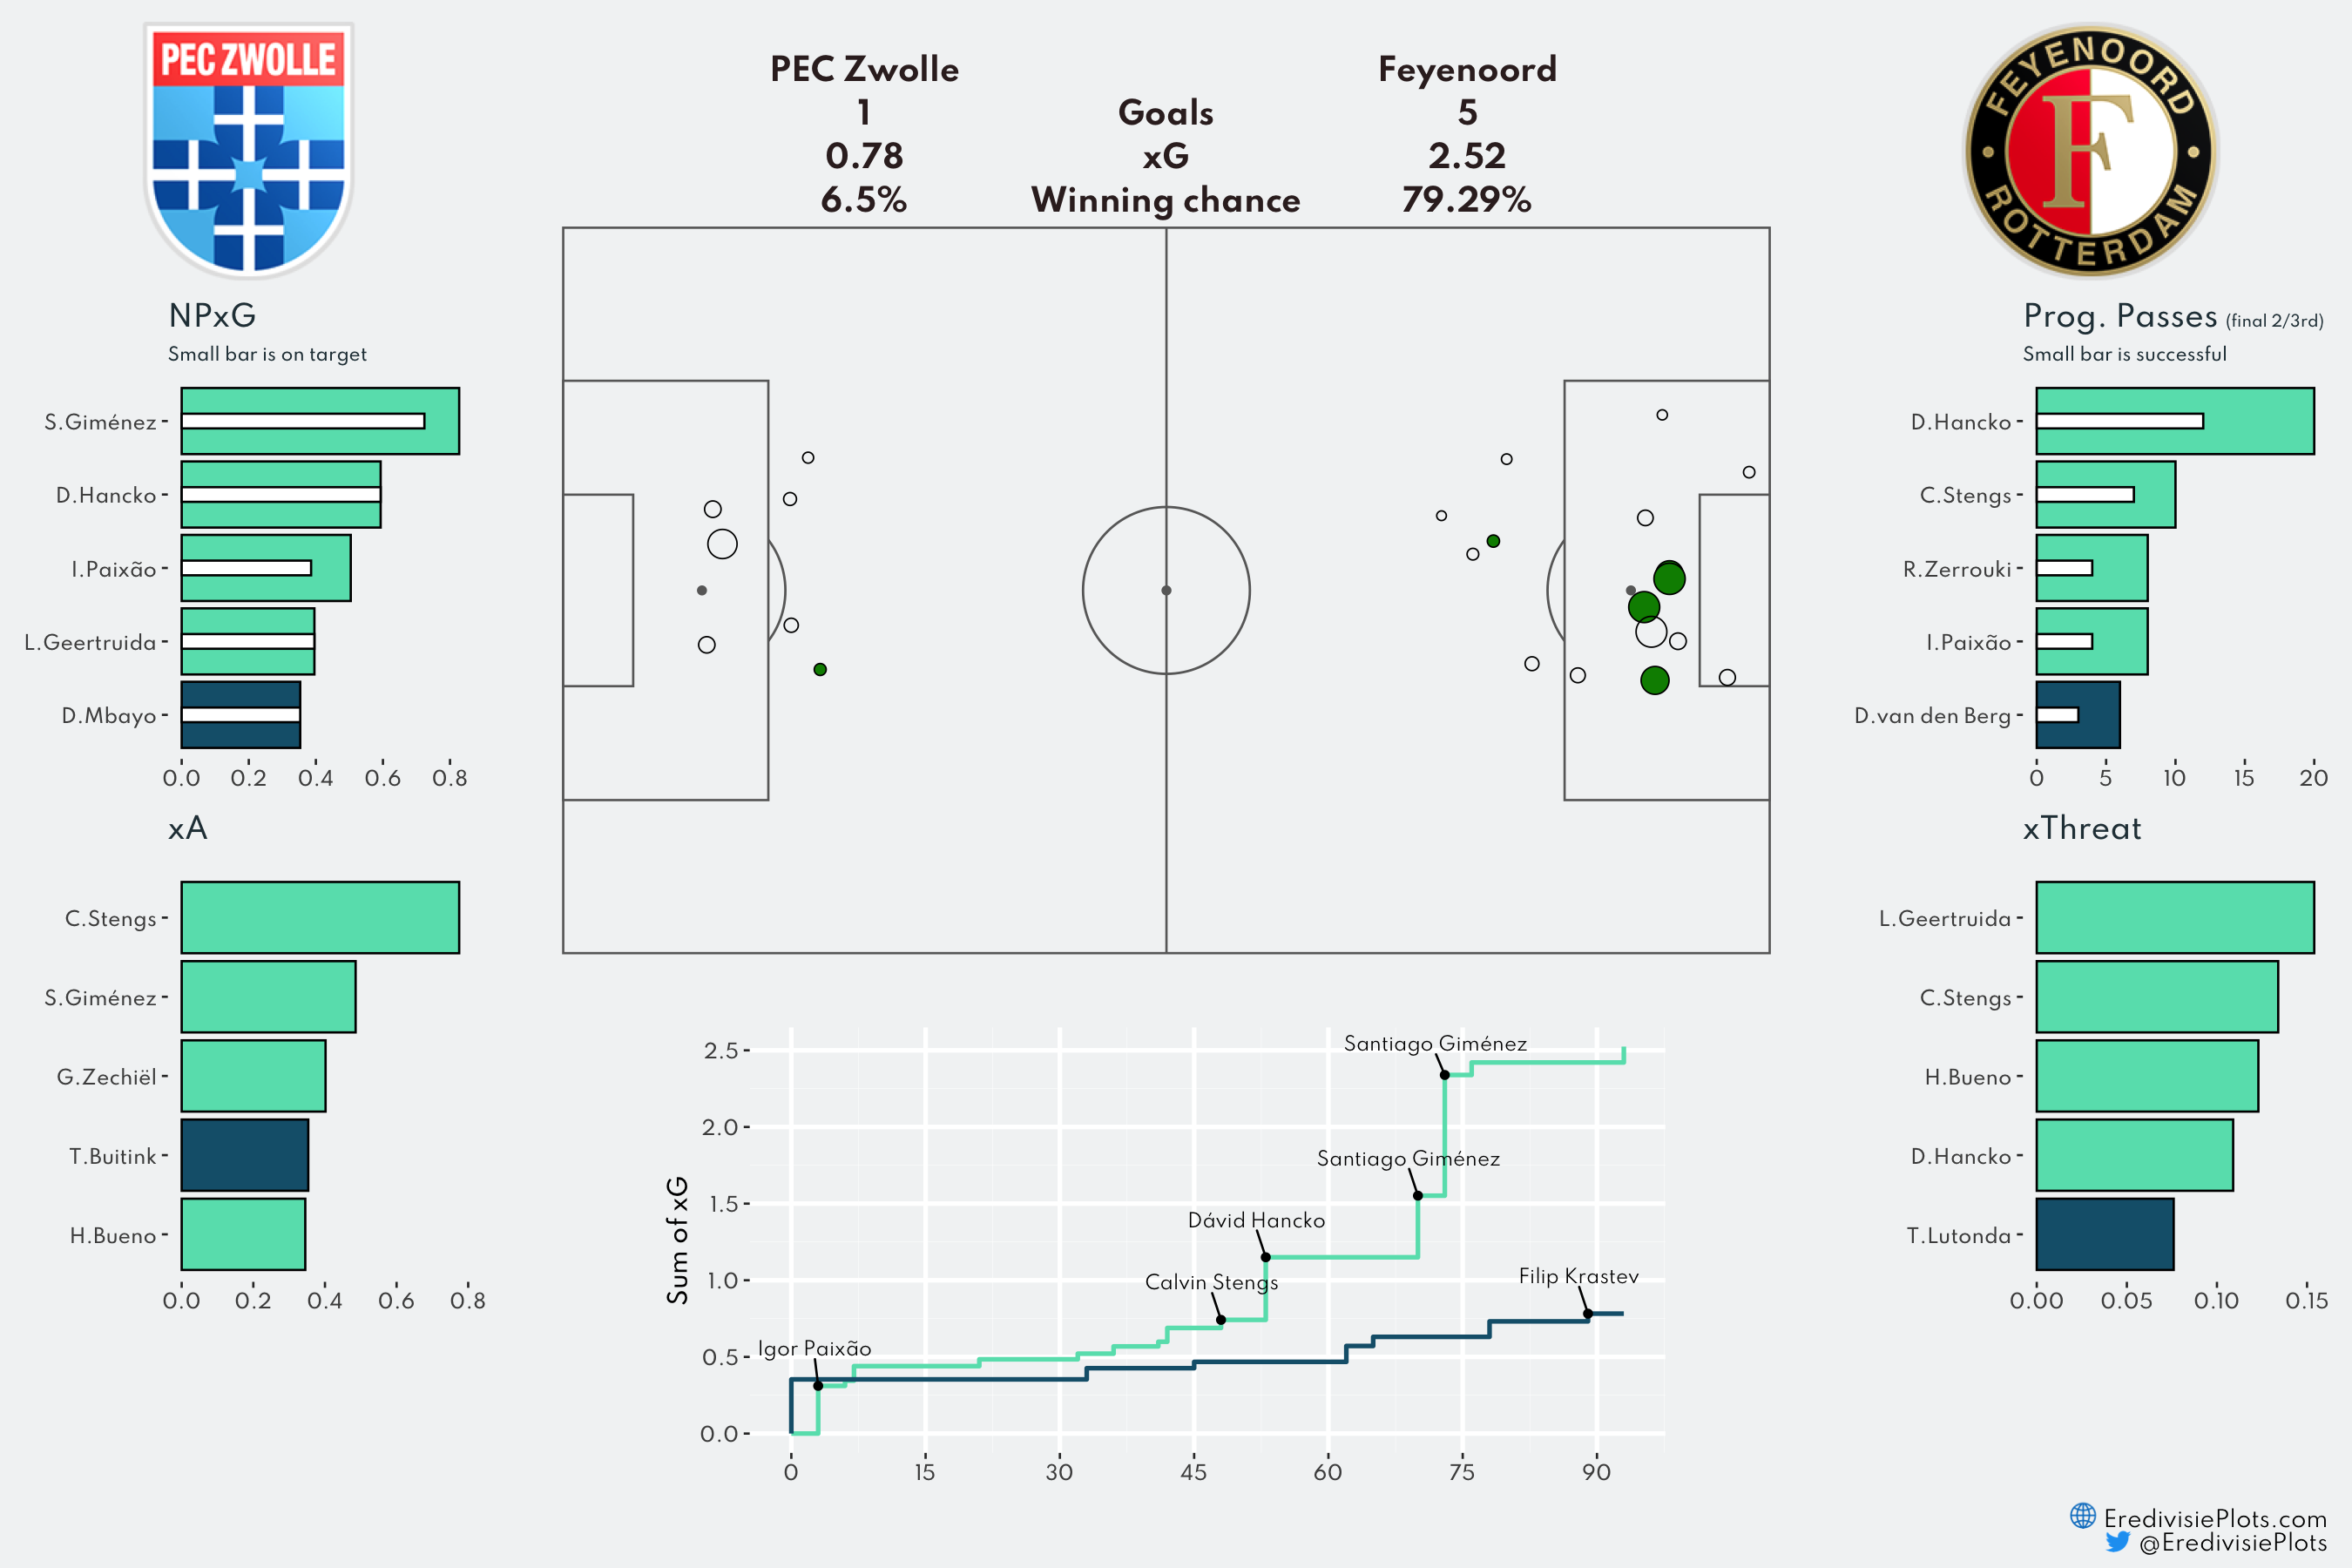 PEC ZWOLLE
FEYENOORD
ROTTERDAM
F
PEC Zwolle Feyenoord
1 Goals 5
0.78 xG 2.52
6.5% Winning chance 79.29%
NPxG
Small bar is on target
S.Giménez
D.Hancko
I.Paixão
L.Geertruida
D.Mbayo
0.0 0.2 0.4 0.6 0.8
xA
C.Stengs
S.Giménez
G.Zechiël
T.Buitink
H.Bueno
0.0 0.2 0.4 0.6 0.8
Sum of xG
2.5
2.0
1.5
1.0
0.5
0.0
Santiago Giménez
Santiago Giménez
Dávid Hancko
Calvin Stengs
Filip Krastev
Igor Paixão
0 15 30 45 60 75 90
Prog. Passes (final 2/3rd)
Small bar is successful
D.Hancko
C.Stengs
R.Zerrouki
I.Paixão
D.van den Berg
0 5 10 15 20
xThreat
L.Geertruida
C.Stengs
H.Bueno
D.Hancko
T.Lutonda
0.00 0.05 0.10 0.15
EredivisiePlots.com
@EredivisiePlots